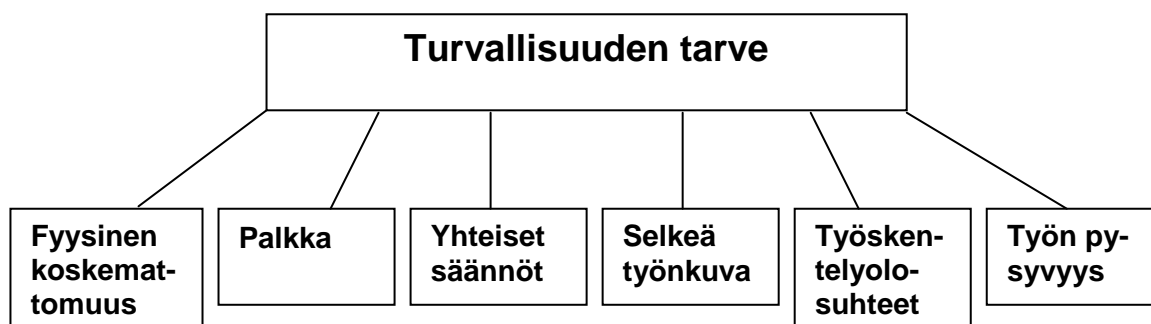 Turvallisuuden tarve
Fyysinen
koskemat-
tomuus
Palkka
Yhteiset
säännöt
Selkeä
työnkuva
Työsken-
telyolo-
suhteet
Työn py-
syvyys